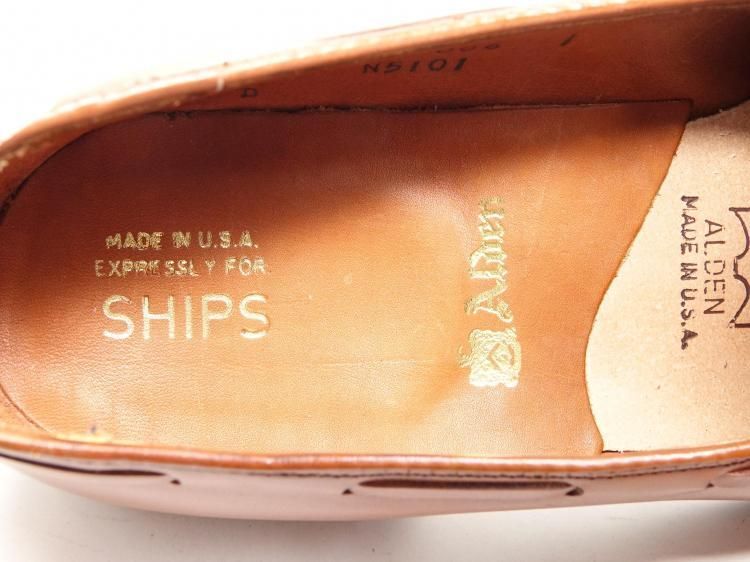 N5101
D
MADE IN U.S.A.
EXPRESSLY FOR
SHIPS
Alden
ALDEN
MADE IN U.S.A.